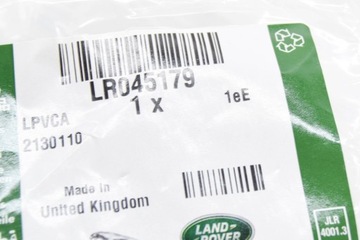 LR045179
1 x
1eE
LPVCA
2130110
Made in
United Kingdom
LAND-
ROVER
JLR
4001.3